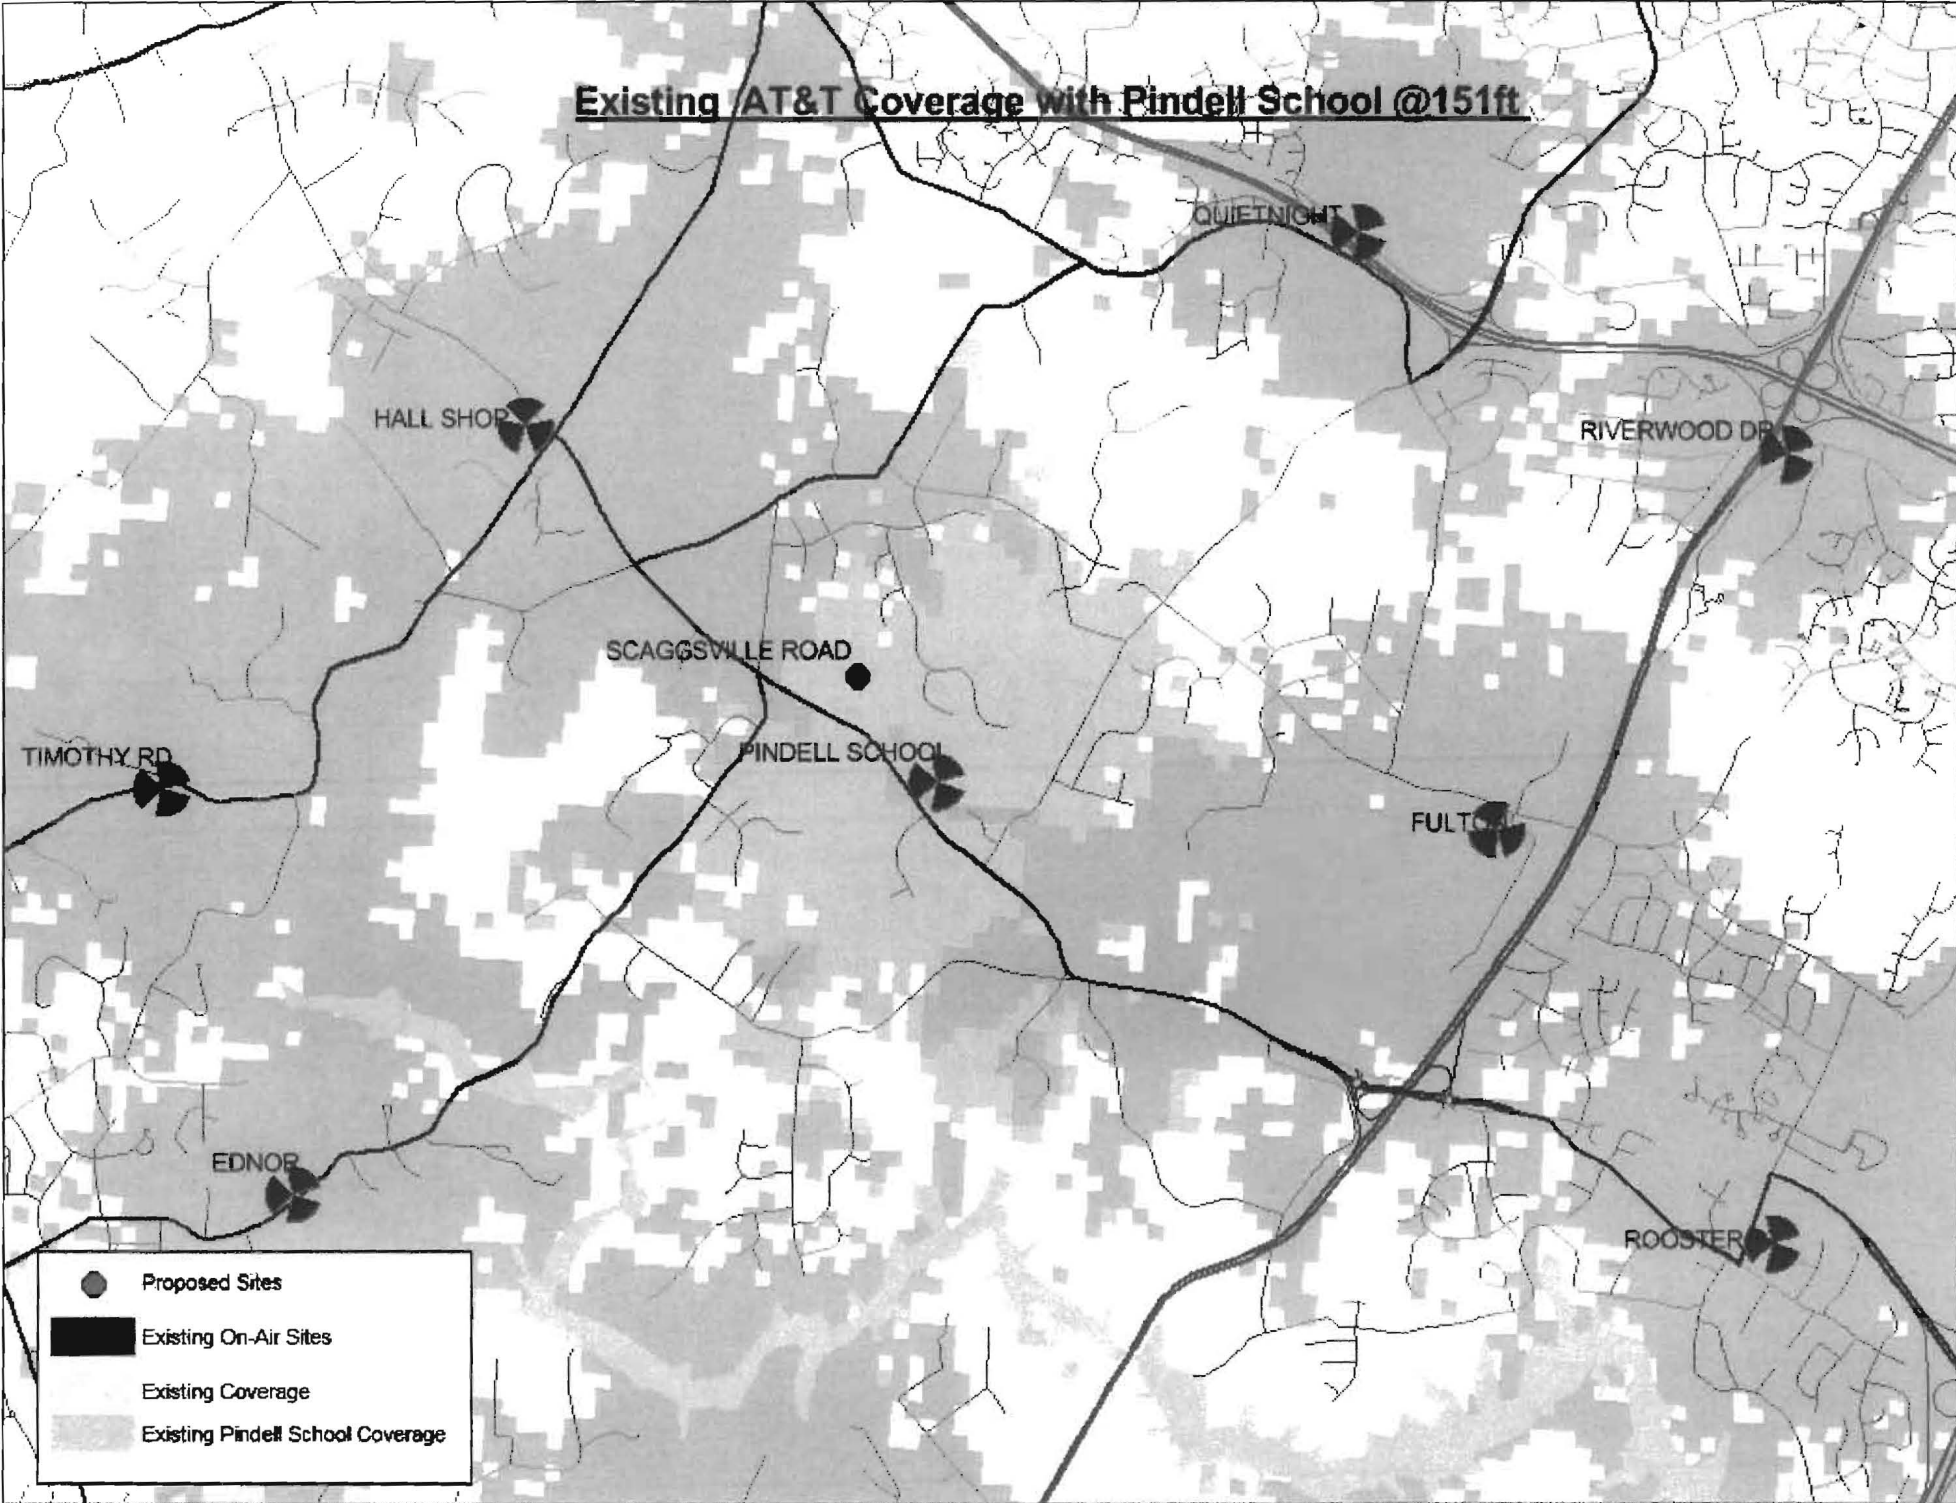 Existing AT&T Coverage with Pindell School @151ft
QUIETNIGHT
HALL SHOP
RIVERWOOD DR
SCAGGSVILLE ROAD
TIMOTHY RD
PINDELL SCHOOL
FULTON
EDNOR
ROOSTER
Proposed Sites
Existing On-Air Sites
Existing Coverage
Existing Pindell School Coverage